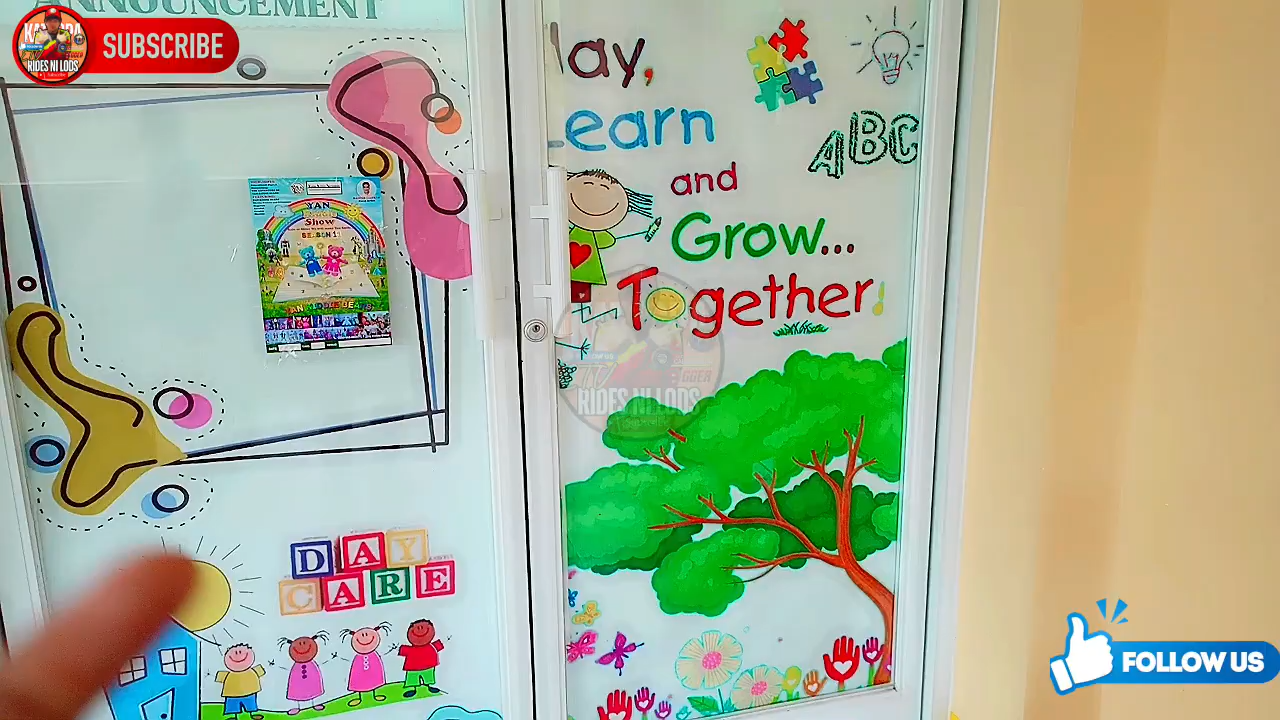 ANNOUNCEMENT
SUBSCRIBE
RIDES NI LODS
lay,
Learn
and
Grow...
Together
ABC
YAN
Show
SEASON 1
RIDES NI LODS
DAY
CARE
FOLLOW US